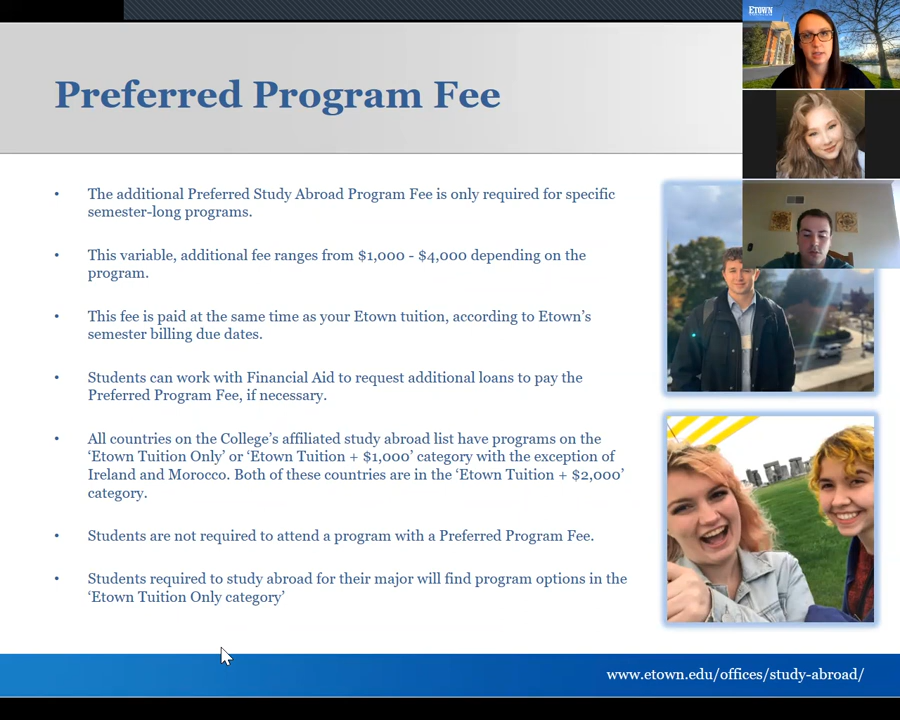 ETOWN
Preferred Program Fee
• The additional Preferred Study Abroad Program Fee is only required for specific
semester-long programs.
• This variable, additional fee ranges from $1,000 - $4,000 depending on the
program.
• This fee is paid at the same time as your Etown tuition, according to Etown’s
semester billing due dates.
• Students can work with Financial Aid to request additional loans to pay the
Preferred Program Fee, if necessary.
• All countries on the College’s affiliated study abroad list have programs on the
‘Etown Tuition Only’ or ‘Etown Tuition + $1,000’ category with the exception of
Ireland and Morocco. Both of these countries are in the ‘Etown Tuition + $2,000’
category.
• Students are not required to attend a program with a Preferred Program Fee.
• Students required to study abroad for their major will find program options in the
‘Etown Tuition Only category’
www.etown.edu/offices/study-abroad/